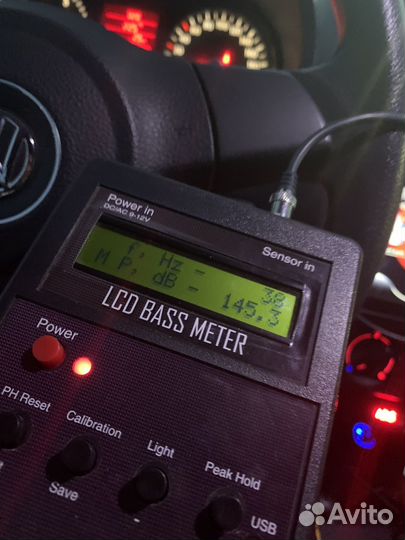 Power in
DC/AC 9-12V
Sensor in
f, Hz = 38
M P, dB = 145,3
LCD BASS METER
Power
PH Reset
Calibration
Light
Peak Hold
Save
USB
Avito